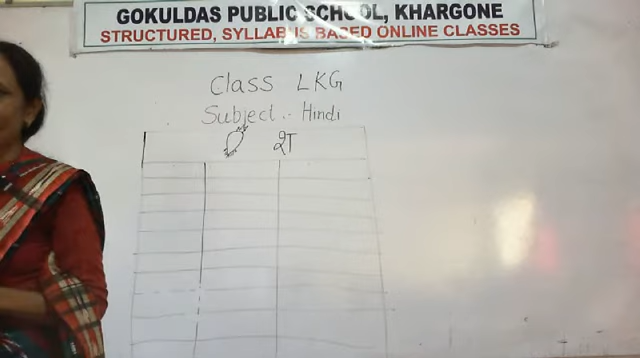 GOKULDAS PUBLIC SCHOOL, KHARGONE
STRUCTURED, SYLLABUS BASED ONLINE CLASSES
Class LKG
Subject :- Hindi
श